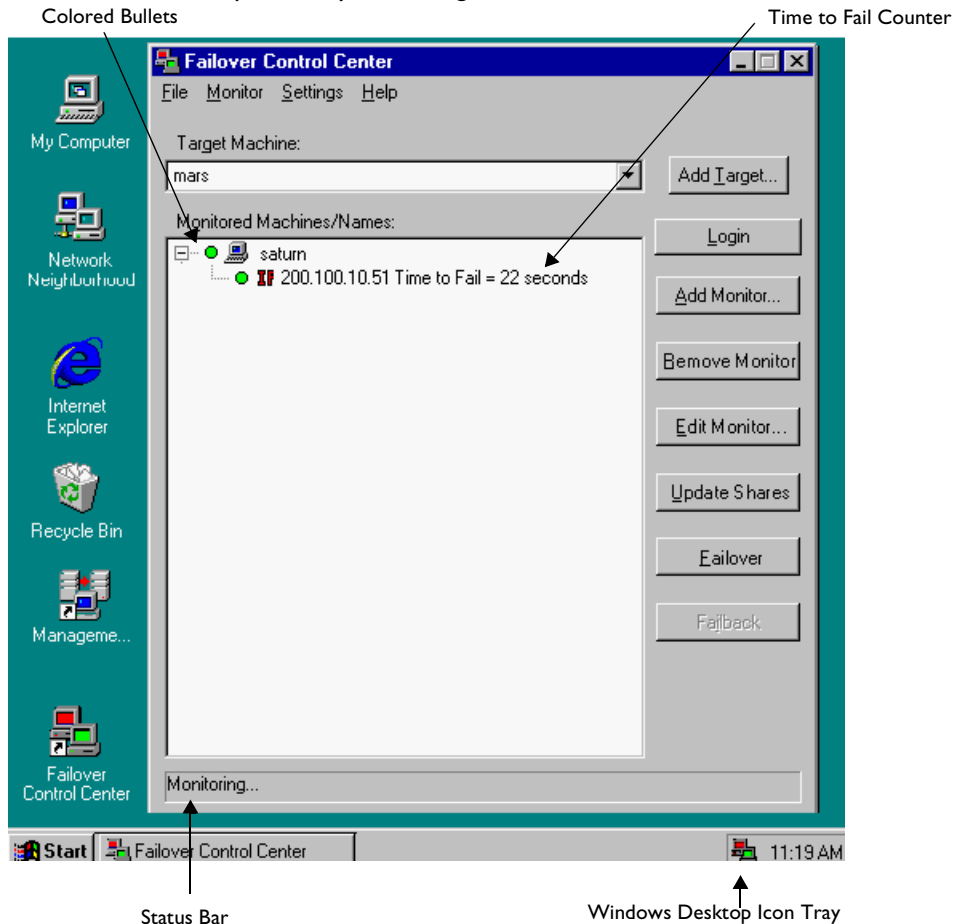 Colored Bullets
Time to Fail Counter
Failover Control Center
File Monitor Settings Help
My Computer
Target Machine:
mars
Add Target...
Monitored Machines/Names:
Login
saturn
Network
Neighborhood
200.100.10.51 Time to Fail = 22 seconds
Add Monitor...
Remove Monitor
Internet
Explorer
Edit Monitor...
Update Shares
Recycle Bin
Failover
Manageme...
Failback
Failover
Control Center
Monitoring...
Start
Failover Control Center
11:19 AM
Status Bar
Windows Desktop Icon Tray